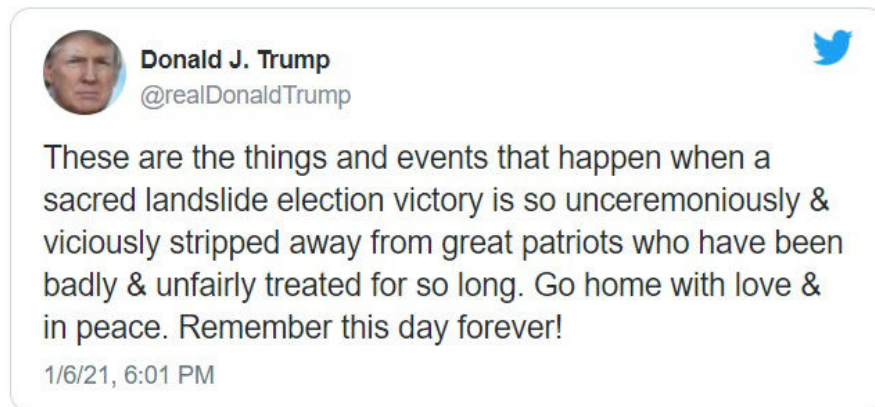 Donald J. Trump
@realDonaldTrump
These are the things and events that happen when a
sacred landslide election victory is so unceremoniously &
viciously stripped away from great patriots who have been
badly & unfairly treated for so long. Go home with love &
in peace. Remember this day forever!
1/6/21, 6:01 PM